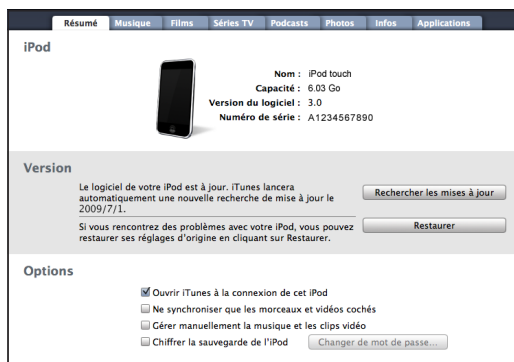 Résumé Musique Films Séries TV Podcasts Photos Infos Applications
iPod
Nom : iPod touch
Capacité : 6.03 Go
Version du logiciel : 3.0
Numéro de série : A1234567890
Version
Le logiciel de votre iPod est à jour. iTunes lancera
automatiquement une nouvelle recherche de mise à jour le
2009/7/1.
Rechercher les mises à jour
Si vous rencontrez des problèmes avec votre iPod, vous pouvez
restaurer ses réglages d'origine en cliquant sur Restaurer.
Restaurer
Options
Ouvrir iTunes à la connexion de cet iPod
Ne synchroniser que les morceaux et vidéos cochés
Gérer manuellement la musique et les clips vidéo
Chiffrer la sauvegarde de l'iPod Changer de mot de passe...